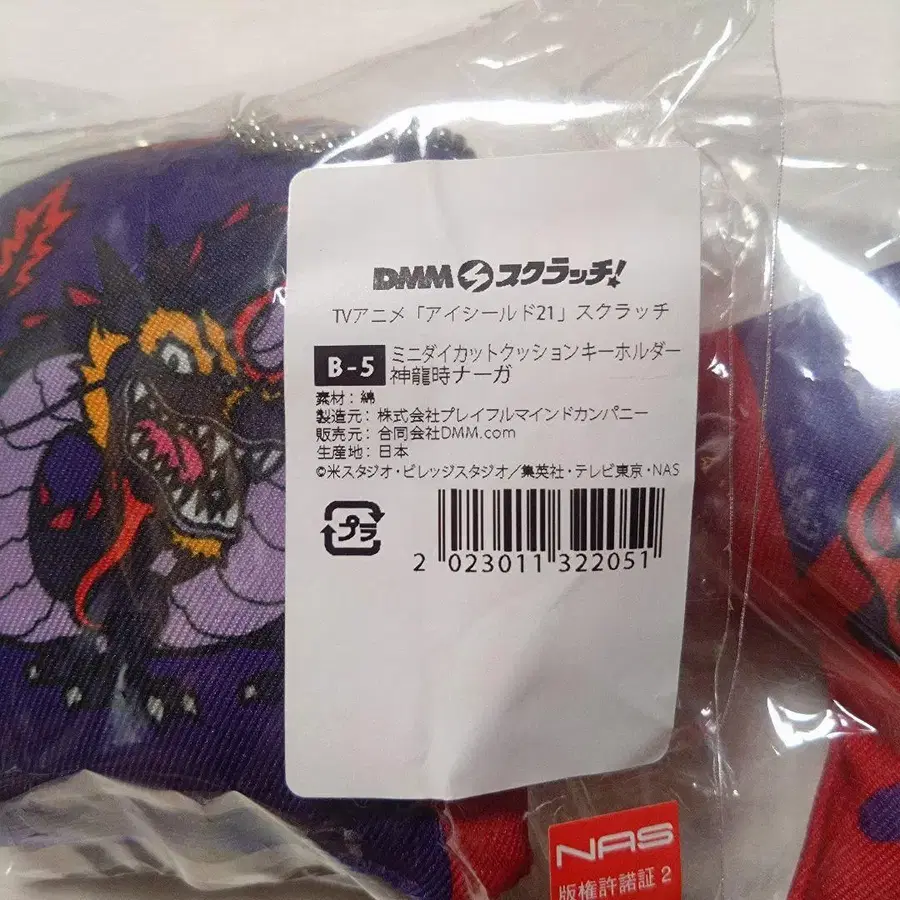 DMMスクラッチ!
TVアニメ「アイシールド21」スクラッチ
B-5 ミニダイカットクッションキーホルダー
神龍時ナーガ
素材：綿
製造元：株式会社プレイフルマインドカンパニー
販売元：合同会社DMM.com
生産地：日本
©米スタジオ・ビレッジスタジオ／集英社・テレビ東京・NAS
プラ
2 023011 322051
NAS
版権許諾証 2